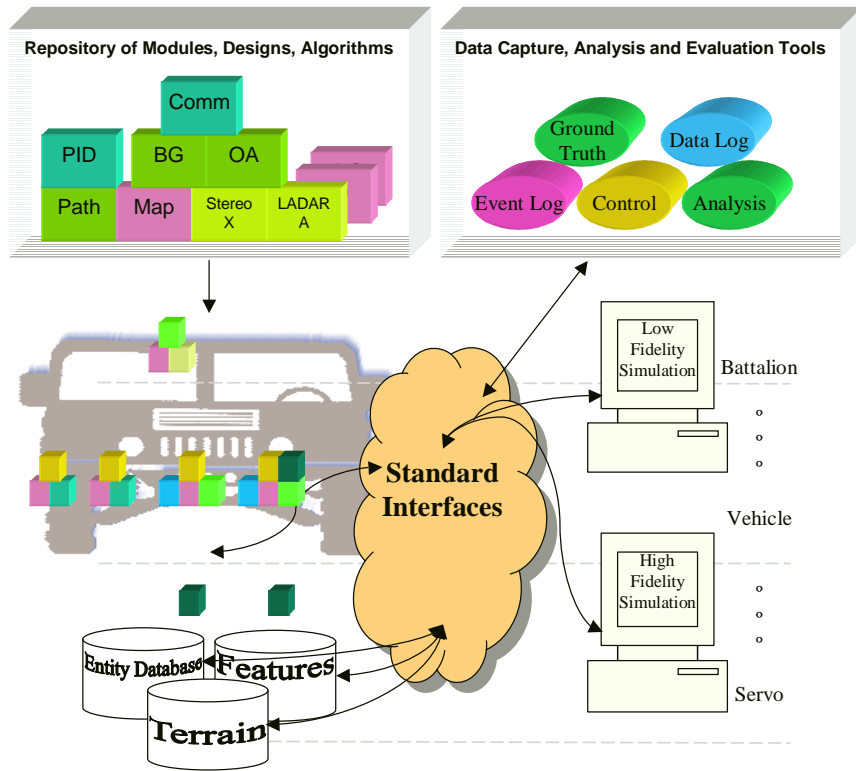 Repository of Modules, Designs, Algorithms
Comm
PID
BG
OA
Path
Map
Stereo
X
LADAR
A
Data Capture, Analysis and Evaluation Tools
Ground
Truth
Data Log
Event Log
Control
Analysis
Low
Fidelity
Simulation
Battalion
Standard
Interfaces
Vehicle
High
Fidelity
Simulation
Servo
Entity Database
Features
Terrain